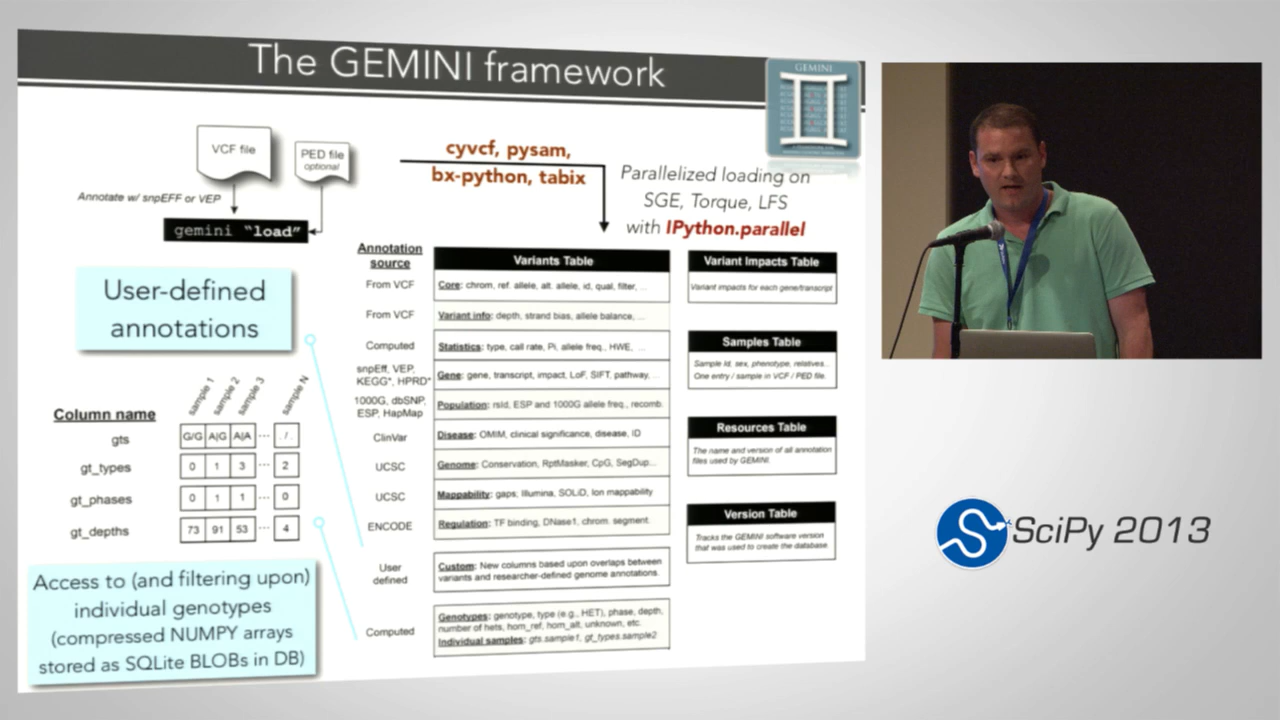 The GEMINI framework
GEMINI
VCF file
PED file
optional
Annotate w/ snpEFF or VEP
gemini "load"
cyvcf, pysam,
bx-python, tabix
Parallelized loading on
SGE, Torque, LFS
with IPython.parallel
User-defined
annotations
Annotation
source
Variants Table
From VCF
Core: chrom, ref. allele, alt. allele, id, qual, filter, ...
From VCF
Variant info: depth, strand bias, allele balance, ...
Computed
Statistics: type, call rate, Pi, allele freq., HWE, ...
snpEff, VEP,
KEGG*, HPRD*
Gene: gene, transcript, impact, LoF, SIFT, pathway, ..
1000G, dbSNP,
ESP, HapMap
Population: rsId, ESP and 1000G allele freq., recomb.
ClinVar
Disease: OMIM, clinical significance, disease, ID
UCSC
Genome: Conservation, RptMasker, CpG, SegDup...
UCSC
Mappability: gaps, Illumina, SOLiD, Ion mappability
ENCODE
Regulation: TF binding, DNase1, chrom. segment.
User
defined
Custom: New columns based upon overlaps between
variants and researcher-defined genome annotations.
Computed
Genotypes: genotype, type (e.g., HET), phase, depth,
number of hets, hom_ref, hom_alt, unknown, etc.
Individual samples: gts.sample1, gt_types.sample2
Variant Impacts Table
Variant impacts for each gene/transcript
Samples Table
Sample Id, sex, phenotype, relatives..
One entry / sample in VCF / PED file.
Resources Table
The name and version of all annotation
files used by GEMINI.
Version Table
Tracks the GEMINI software version
that was used to create the database.
Column name
sample 1 sample 2 sample 3 sample N
gts G/G A|G A|A ... ./.
gt_types 0 1 3 ... 2
gt_phases 0 1 1 ... 0
gt_depths 73 91 53 ... 4
Access to (and filtering upon)
individual genotypes
(compressed NUMPY arrays
stored as SQLite BLOBs in DB)
SciPy 2013